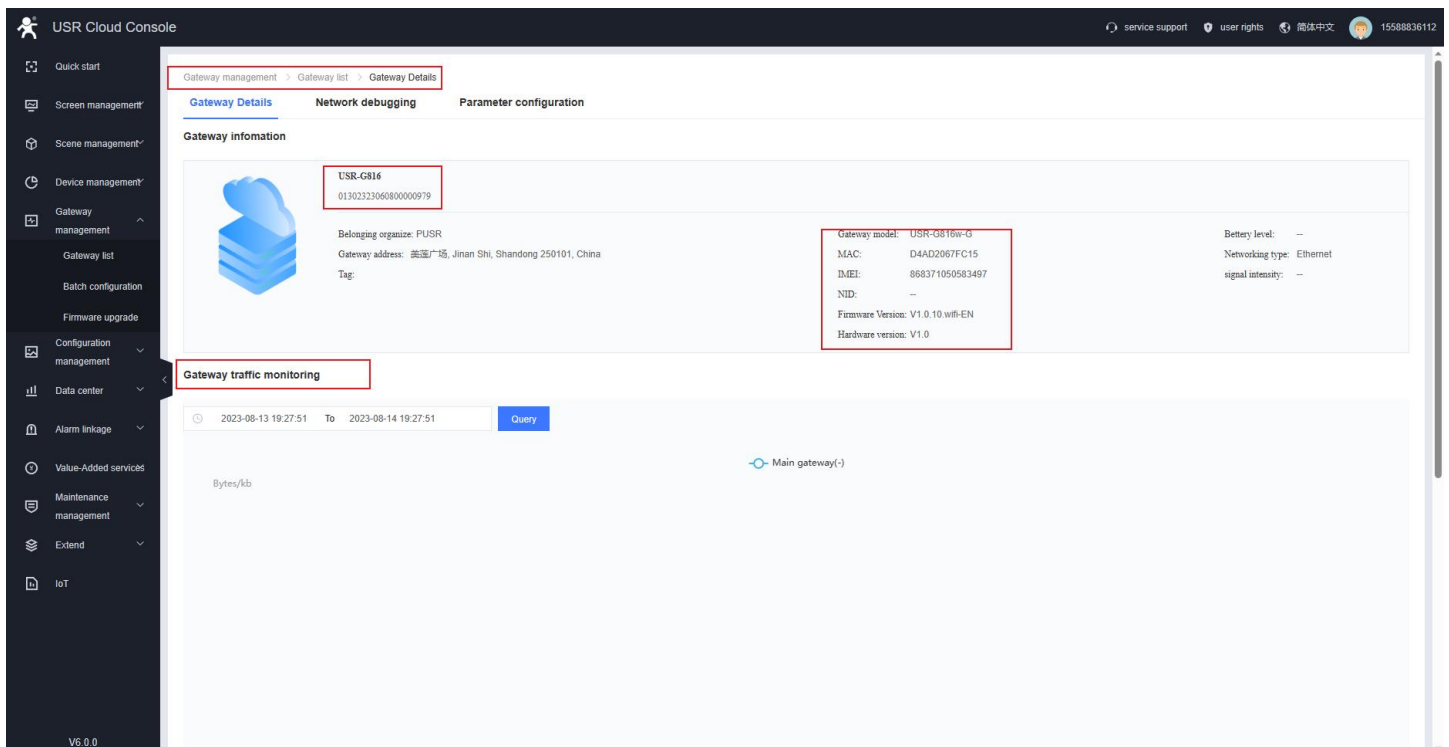 USR Cloud Console
service support
user rights
简体中文
15588836112
Quick start
Screen management
Scene management
Device management
Gateway
management
Gateway list
Batch configuration
Firmware upgrade
Configuration
management
Data center
Alarm linkage
Value-Added services
Maintenance
management
Extend
IoT
V6.0.0
Gateway management > Gateway list > Gateway Details
Gateway Details Network debugging Parameter configuration
Gateway infomation
USR-G816
01302323060800000979
Belonging organize: PUSR
Gateway address: 美莲广场, Jinan Shi, Shandong 250101, China
Tag:
Gateway model: USR-G816w-G
MAC: D4AD2067FC15
IMEI: 868371050583497
NID: --
Firmware Version: V1.0.10.wifi-EN
Hardware version: V1.0
Bettery level: --
Networking type: Ethernet
signal intensity: --
Gateway traffic monitoring
2023-08-13 19:27:51 To 2023-08-14 19:27:51 Query
Main gateway(-)
Bytes/kb